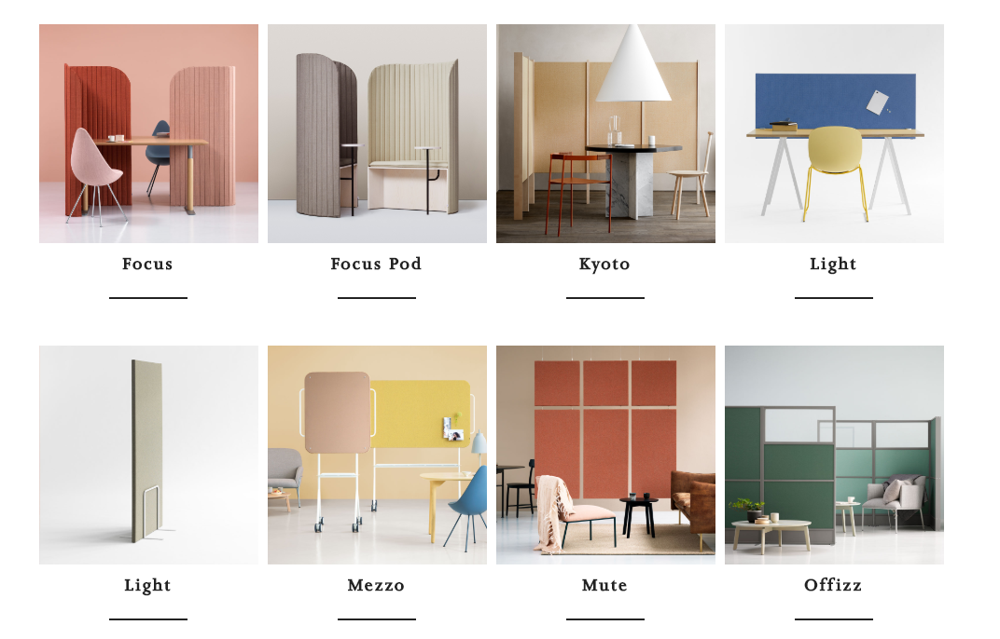 Focus
Focus Pod
Kyoto
Light
Light
Mezzo
Mute
Offizz